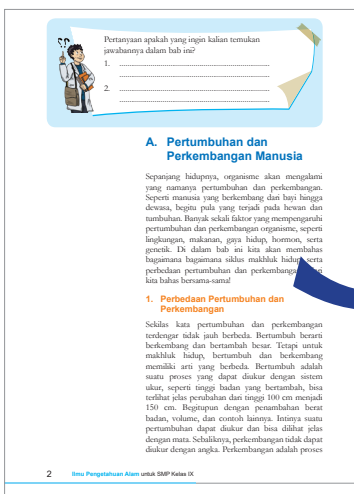 Pertanyaan apakah yang ingin kalian temukan
jawabannya dalam bab ini?
1. ............................................................
............................................................
2. ............................................................
............................................................
A. Pertumbuhan dan
Perkembangan Manusia
Sepanjang hidupnya, organisme akan mengalami
yang namanya pertumbuhan dan perkembangan.
Seperti manusia yang berkembang dari bayi hingga
dewasa, begitu pula yang terjadi pada hewan dan
tumbuhan. Banyak sekali faktor yang mempengaruhi
pertumbuhan dan perkembangan organisme, seperti
lingkungan, makanan, gaya hidup, hormon, serta
genetik. Di dalam bab ini kita akan membahas
bagaimana bagaimana siklus makhluk hidup serta
perbedaan pertumbuhan dan perkembangan
kita bahas bersama-sama!
1. Perbedaan Pertumbuhan dan
Perkembangan
Sekilas kata pertumbuhan dan perkembangan
terdengar tidak jauh berbeda. Bertumbuh berarti
berkembang dan bertambah besar. Tetapi untuk
makhluk hidup, bertumbuh dan berkembang
memiliki arti yang berbeda. Bertumbuh adalah
suatu proses yang dapat diukur dengan sistem
ukur, seperti tinggi badan yang bertambah, bisa
terlihat jelas perubahan dari tinggi 100 cm menjadi
150 cm. Begitupun dengan penambahan berat
badan, volume, dan contoh lainnya. Intinya suatu
pertumbuhan dapat diukur dan bisa dilihat jelas
dengan mata. Sebaliknya, perkembangan tidak dapat
diukur dengan angka. Perkembangan adalah proses
2 Ilmu Pengetahuan Alam untuk SMP Kelas IX